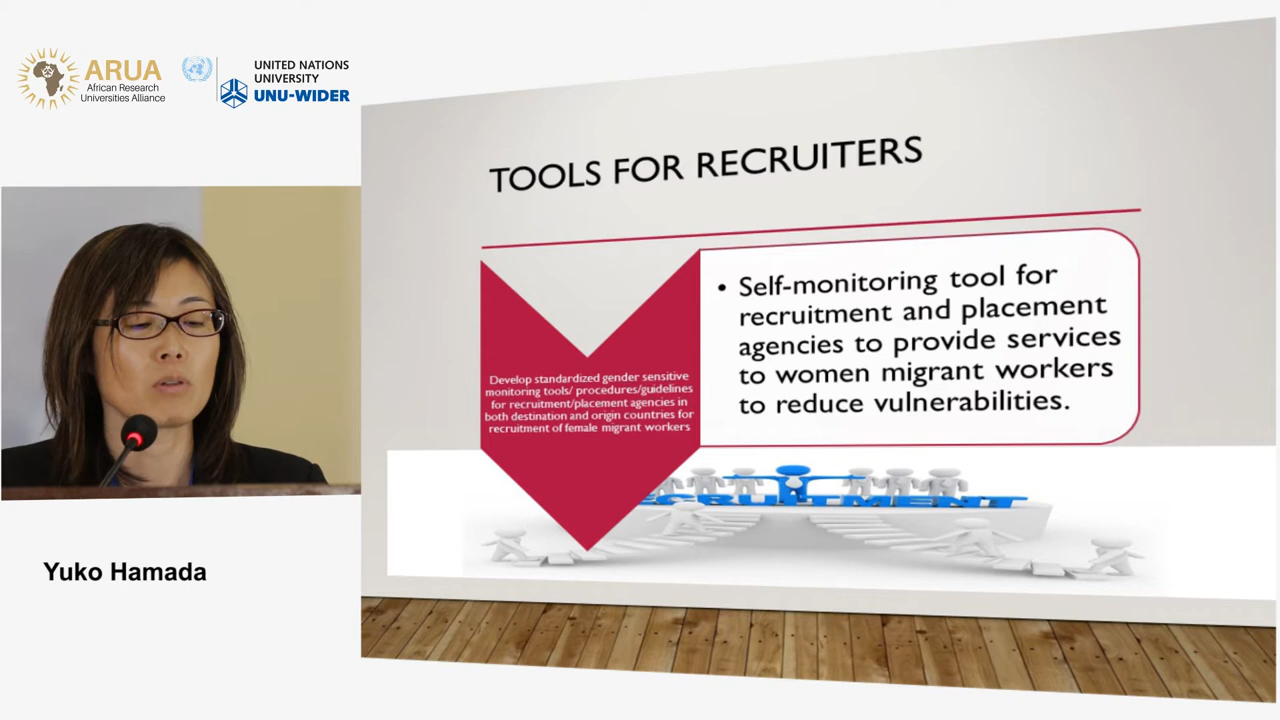 ARUA
African Research
Universities Alliance
UNITED NATIONS
UNIVERSITY
UNU-WIDER
TOOLS FOR RECRUITERS
Develop standardized gender sensitive
monitoring tools/ procedures/guidelines
for recruitment/placement agencies in
both destination and origin countries for
recruitment of female migrant workers
• Self-monitoring tool for
recruitment and placement
agencies to provide services
to women migrant workers
to reduce vulnerabilities.
Yuko Hamada